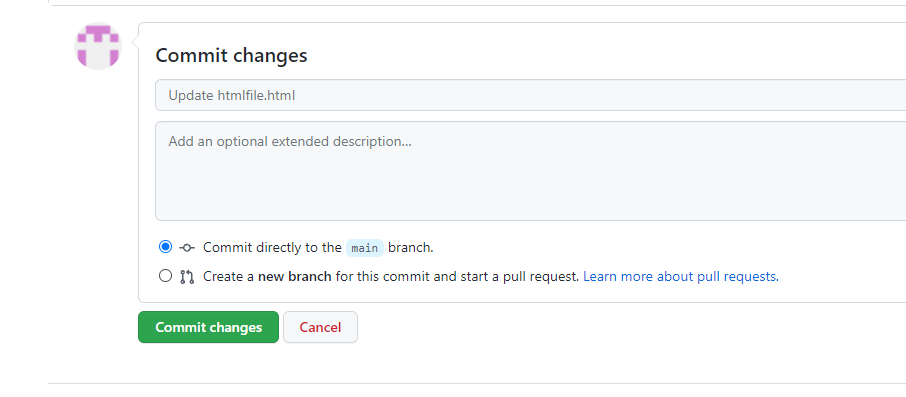 Commit changes
Update htmlfile.html
Add an optional extended description...
Commit directly to the main branch.
Create a new branch for this commit and start a pull request. Learn more about pull requests.
Commit changes Cancel